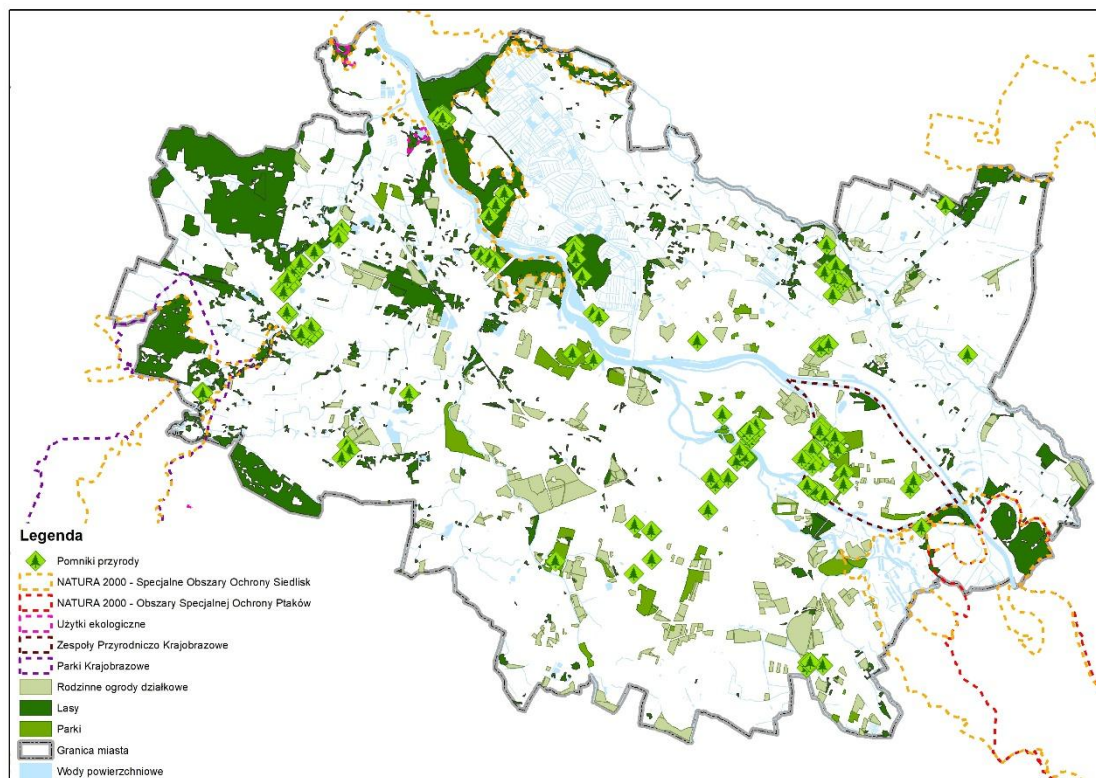 Legenda
Pomniki przyrody
NATURA 2000 - Specjalne Obszary Ochrony Siedlisk
NATURA 2000 - Obszary Specjalnej Ochrony Ptaków
Użytki ekologiczne
Zespoły Przyrodniczo Krajobrazowe
Parki Krajobrazowe
Rodzinne ogrody działkowe
Lasy
Parki
Granica miasta
Wody powierzchniowe